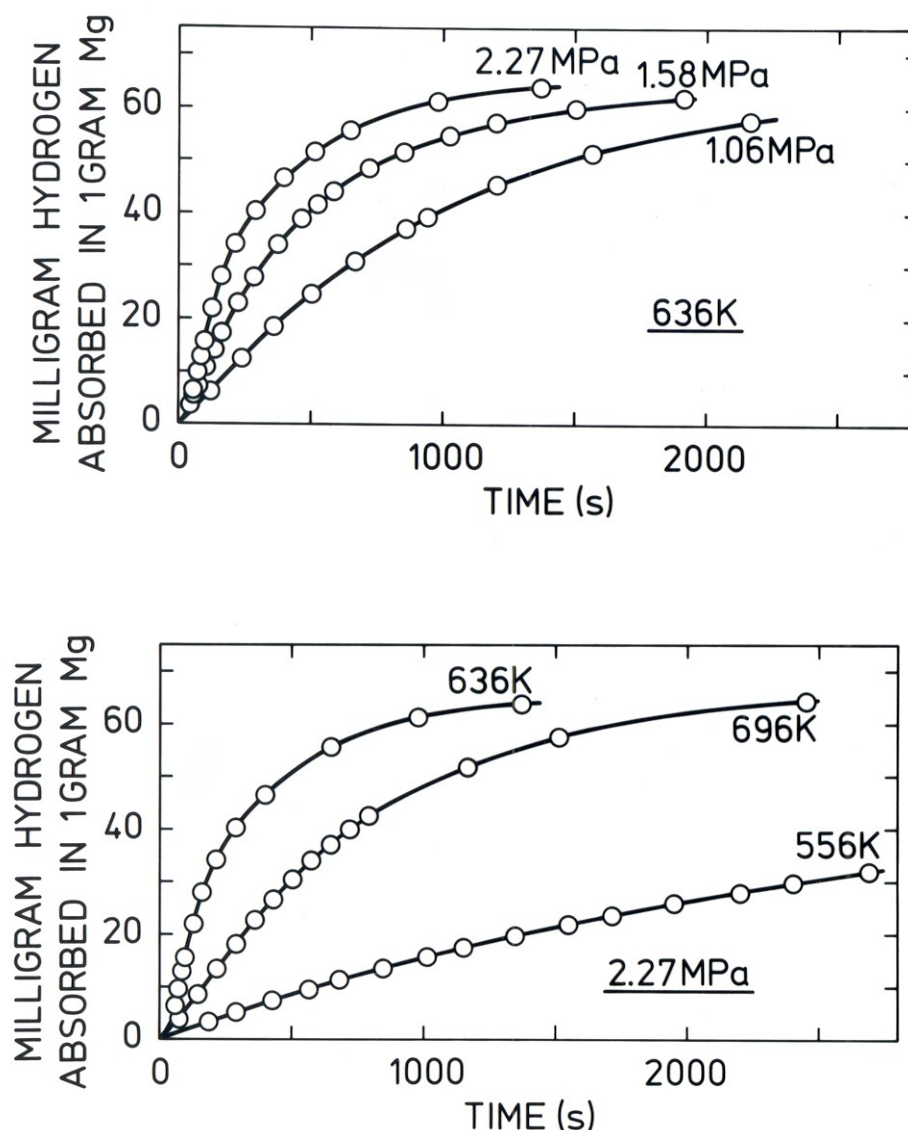 MILLIGRAM HYDROGEN
ABSORBED IN 1GRAM Mg
60
40
20
0
2.27MPa
1.58MPa
1.06MPa
636K
0
1000
2000
TIME (s)
MILLIGRAM HYDROGEN
ABSORBED IN 1GRAM Mg
60
40
20
0
636K
696K
556K
2.27MPa
0
1000
2000
TIME (s)